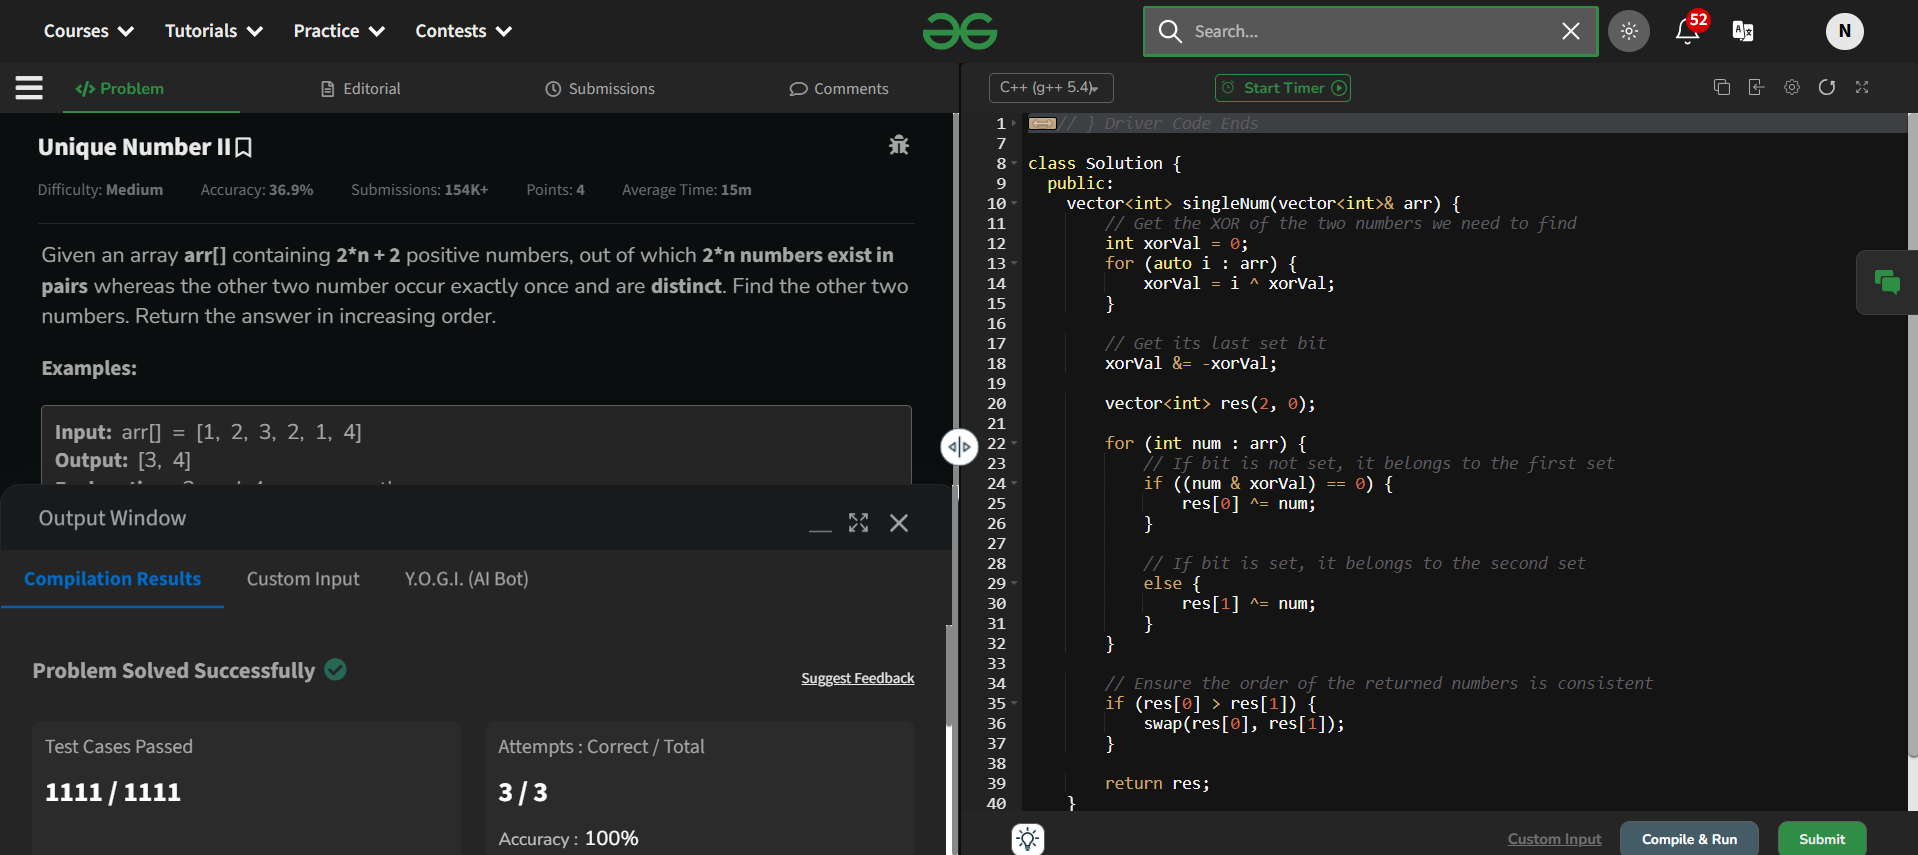 Courses Tutorials Practice Contests
Search...
52
N
Problem Editorial Submissions Comments
C++ (g++ 5.4)
Start Timer
Unique Number II
Difficulty: Medium Accuracy: 36.9% Submissions: 154K+ Points: 4 Average Time: 15m
Given an array arr[] containing 2*n + 2 positive numbers, out of which 2*n numbers exist in
pairs whereas the other two number occur exactly once and are distinct. Find the other two
numbers. Return the answer in increasing order.
Examples:
Input: arr[] = [1, 2, 3, 2, 1, 4]
Output: [3, 4]
Output Window
Compilation Results Custom Input Y.O.G.I. (AI Bot)
Problem Solved Successfully
Suggest Feedback
Test Cases Passed
1111 / 1111
Attempts : Correct / Total
3 / 3
Accuracy : 100%
1 // } Driver Code Ends
7
8 class Solution {
9 public:
10 vector<int> singleNum(vector<int>& arr) {
11 // Get the XOR of the two numbers we need to find
12 int xorVal = 0;
13 for (auto i : arr) {
14 xorVal = i ^ xorVal;
15 }
16
17 // Get its last set bit
18 xorVal &= -xorVal;
19
20 vector<int> res(2, 0);
21
22 for (int num : arr) {
23 // If bit is not set, it belongs to the first set
24 if ((num & xorVal) == 0) {
25 res[0] ^= num;
26 }
27
28 // If bit is set, it belongs to the second set
29 else {
30 res[1] ^= num;
31 }
32 }
33
34 // Ensure the order of the returned numbers is consistent
35 if (res[0] > res[1]) {
36 swap(res[0], res[1]);
37 }
38
39 return res;
40 }
Custom Input Compile & Run Submit